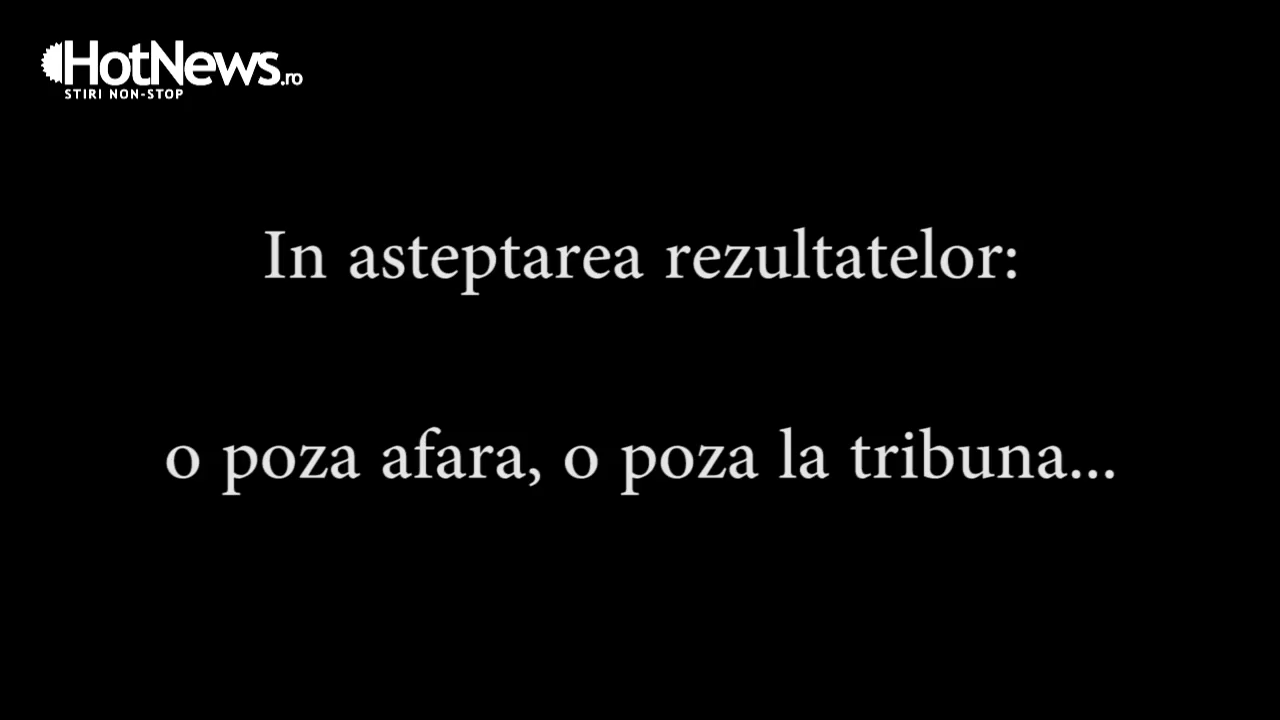 HotNews.ro
STIRI NON-STOP
In asteptarea rezultatelor:
o poza afara, o poza la tribuna...